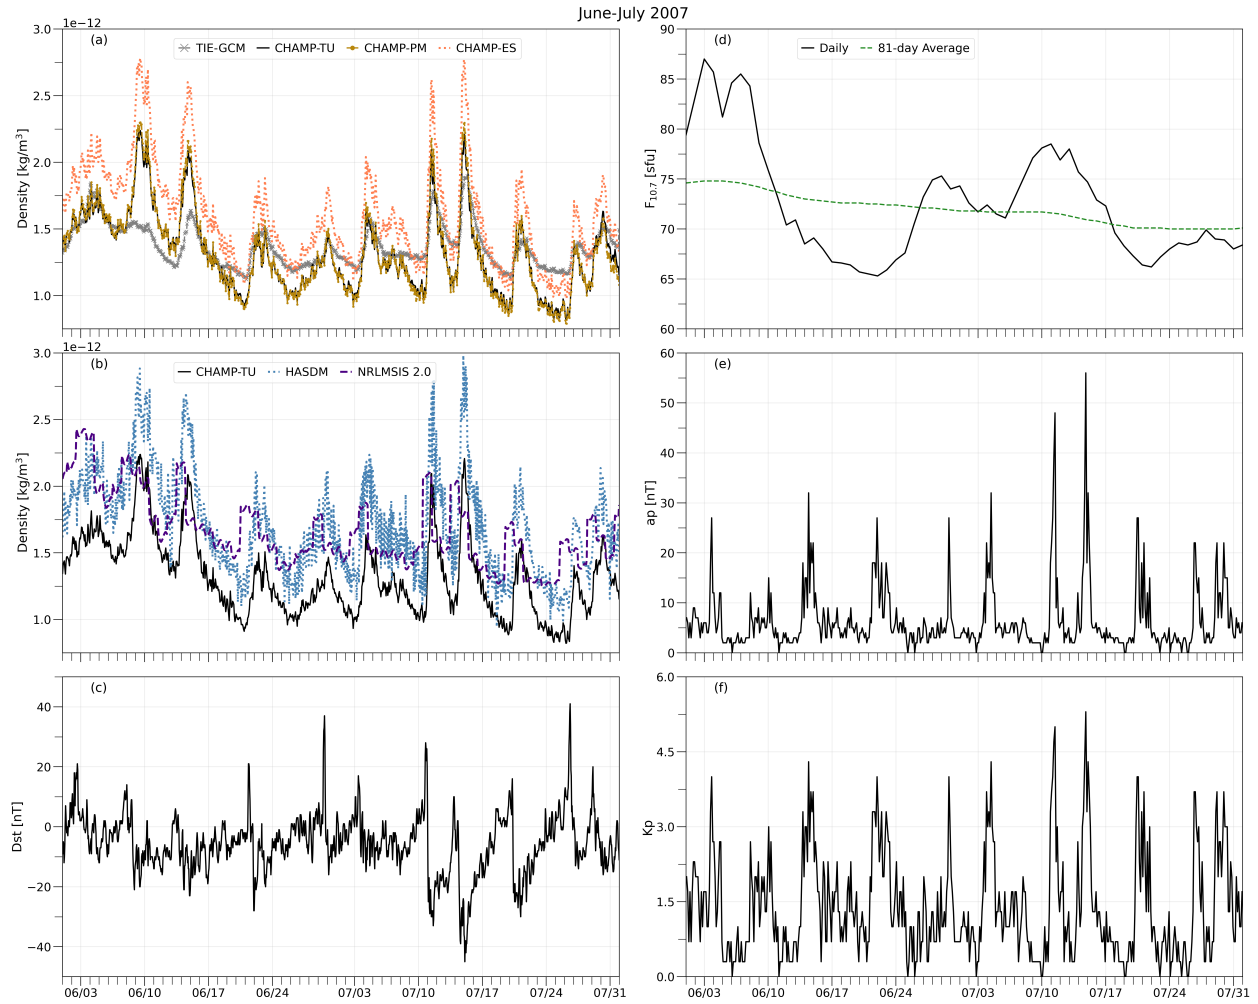 June-July 2007
1e−12
(a)
TIE-GCM CHAMP-TU CHAMP-PM CHAMP-ES
3.0
2.5
2.0
1.5
1.0
Density [kg/m³]
(d)
Daily 81-day Average
90
85
80
75
70
65
60
F₁₀.₇ [sfu]
1e−12
(b)
CHAMP-TU HASDM NRLMSIS 2.0
3.0
2.5
2.0
1.5
1.0
Density [kg/m³]
(e)
60
50
40
30
20
10
0
ap [nT]
(c)
40
20
0
−20
−40
Dst [nT]
06/03 06/10 06/17 06/24 07/03 07/10 07/17 07/24 07/31
(f)
6.0
4.5
3.0
1.5
0.0
Kp
06/03 06/10 06/17 06/24 07/03 07/10 07/17 07/24 07/31